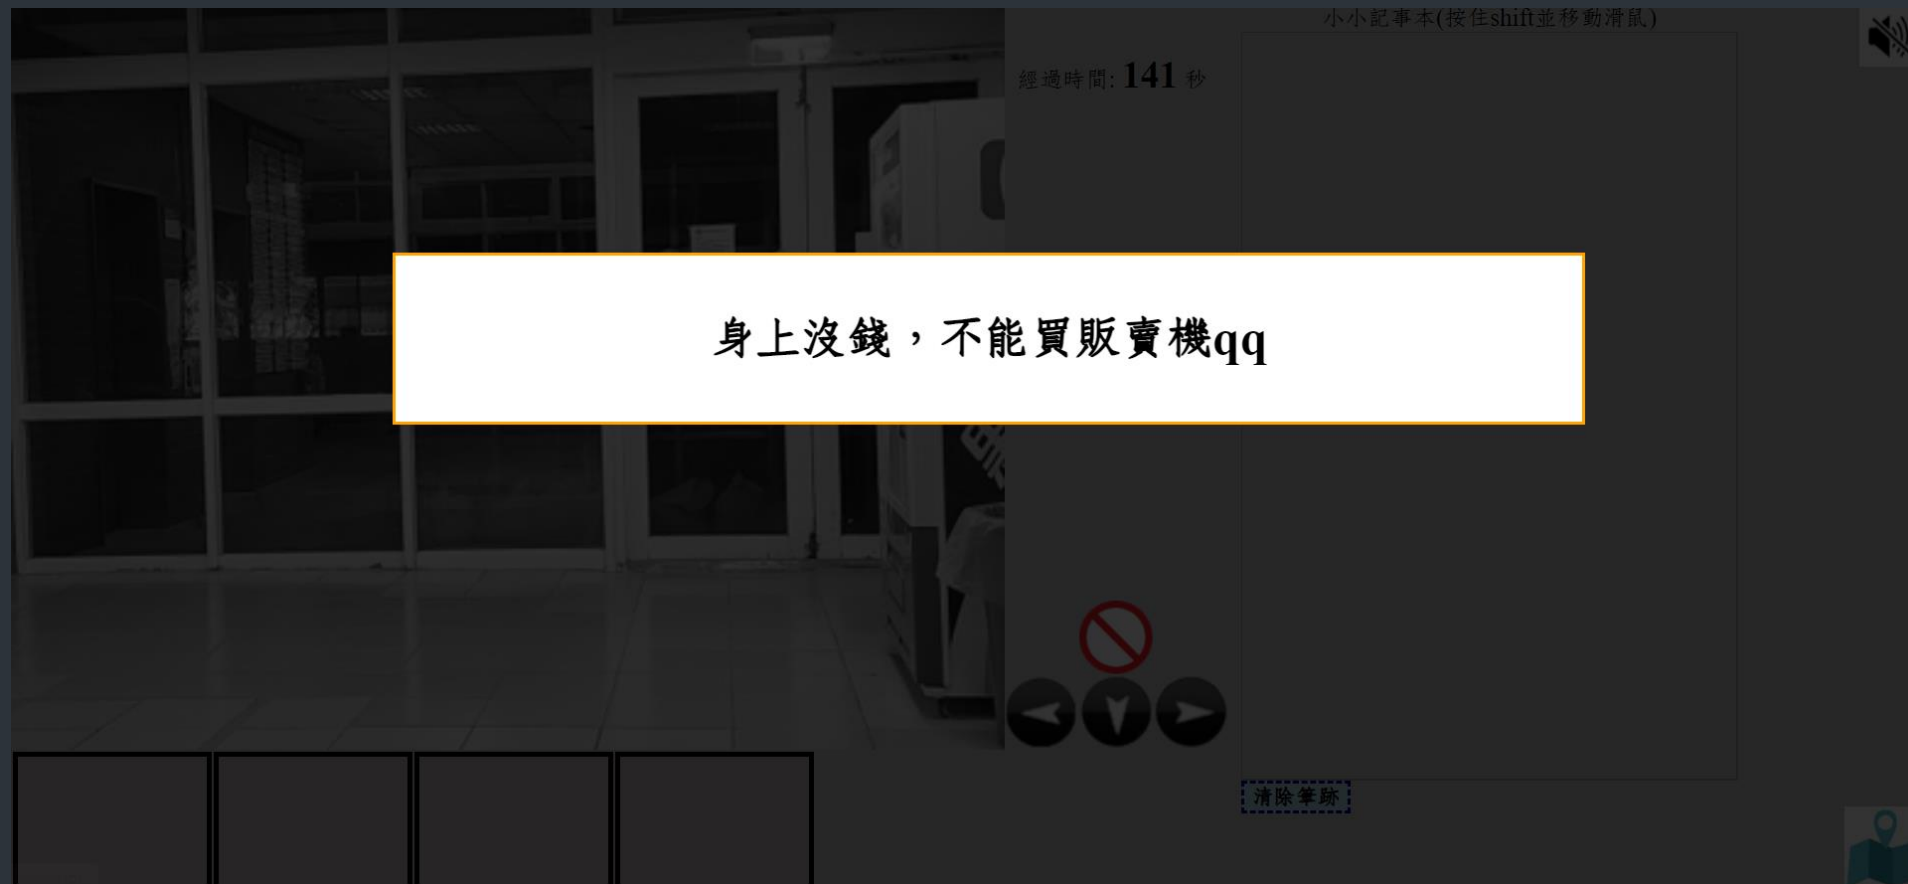 小小記事本(按住shift並移動滑鼠)
經過時間: 141 秒
身上沒錢，不能買販賣機qq
清除筆跡